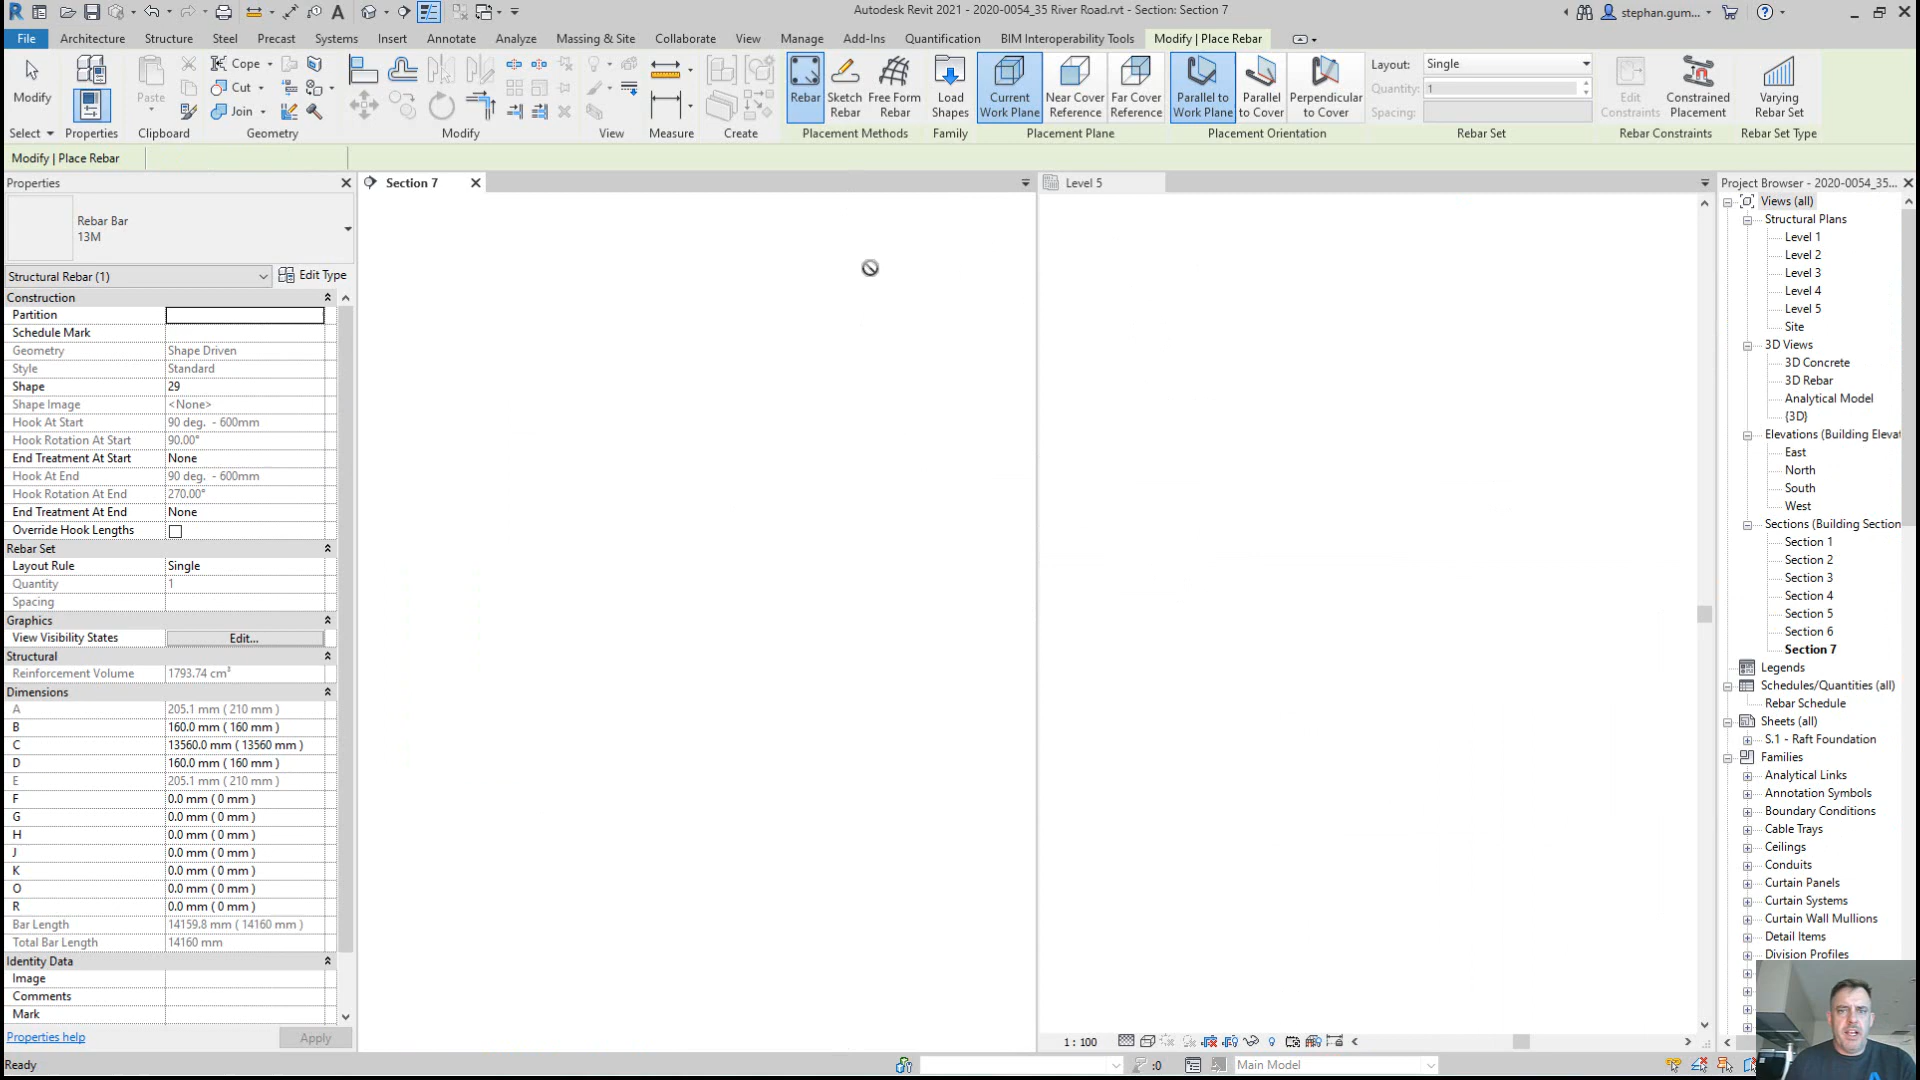 Autodesk Revit 2021 - 2020-0054_35 River Road.rvt - Section: Section 7
stephan.gum...
File Architecture Structure Steel Precast Systems Insert Annotate Analyze Massing & Site Collaborate View Manage Add-Ins Quantification BIM Interoperability Tools Modify | Place Rebar
Modify
Paste
Cope
Cut
Join
Rebar
Sketch Rebar
Free Form Rebar
Load Shapes
Current Work Plane
Near Cover Reference
Far Cover Reference
Parallel to Work Plane
Parallel to Cover
Perpendicular to Cover
Layout: Single
Quantity: 1
Spacing:
Edit Constraints
Constrained Placement
Varying Rebar Set
Select Properties Clipboard Geometry Modify View Measure Create Placement Methods Family Placement Plane Placement Orientation Rebar Set Rebar Constraints Rebar Set Type
Modify | Place Rebar
Properties
Rebar Bar
13M
Structural Rebar (1) Edit Type
Construction
Partition
Schedule Mark
Geometry Shape Driven
Style Standard
Shape 29
Shape Image <None>
Hook At Start 90 deg. - 600mm
Hook Rotation At Start 90.00°
End Treatment At Start None
Hook At End 90 deg. - 600mm
Hook Rotation At End 270.00°
End Treatment At End None
Override Hook Lengths
Rebar Set
Layout Rule Single
Quantity 1
Spacing
Graphics
View Visibility States Edit...
Structural
Reinforcement Volume 1793.74 cm³
Dimensions
A 205.1 mm ( 210 mm )
B 160.0 mm ( 160 mm )
C 13560.0 mm ( 13560 mm )
D 160.0 mm ( 160 mm )
E 205.1 mm ( 210 mm )
F 0.0 mm ( 0 mm )
G 0.0 mm ( 0 mm )
H 0.0 mm ( 0 mm )
J 0.0 mm ( 0 mm )
K 0.0 mm ( 0 mm )
O 0.0 mm ( 0 mm )
R 0.0 mm ( 0 mm )
Bar Length 14159.8 mm ( 14160 mm )
Total Bar Length 14160 mm
Identity Data
Image
Comments
Mark
Properties help Apply
Section 7
Level 5
1 : 100
Project Browser - 2020-0054_35...
Views (all)
Structural Plans
Level 1
Level 2
Level 3
Level 4
Level 5
Site
3D Views
3D Concrete
3D Rebar
Analytical Model
{3D}
Elevations (Building Eleva
East
North
South
West
Sections (Building Section
Section 1
Section 2
Section 3
Section 4
Section 5
Section 6
Section 7
Legends
Schedules/Quantities (all)
Rebar Schedule
Sheets (all)
S.1 - Raft Foundation
Families
Analytical Links
Annotation Symbols
Boundary Conditions
Cable Trays
Ceilings
Conduits
Curtain Panels
Curtain Systems
Curtain Wall Mullions
Detail Items
Division Profiles
Ready
:0
Main Model